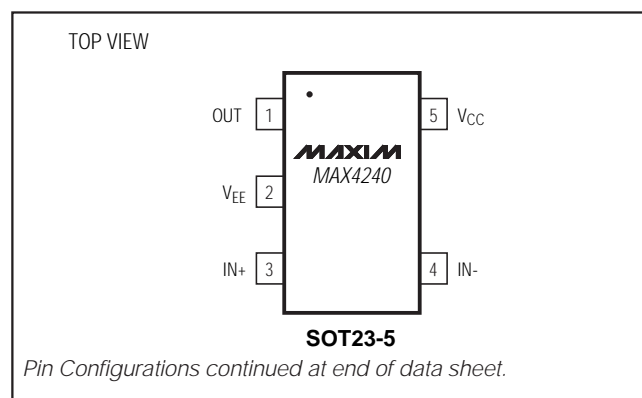 TOP VIEW
OUT 1
5 VCC
MAXIM
MAX4240
VEE 2
IN+ 3
4 IN-
SOT23-5
Pin Configurations continued at end of data sheet.